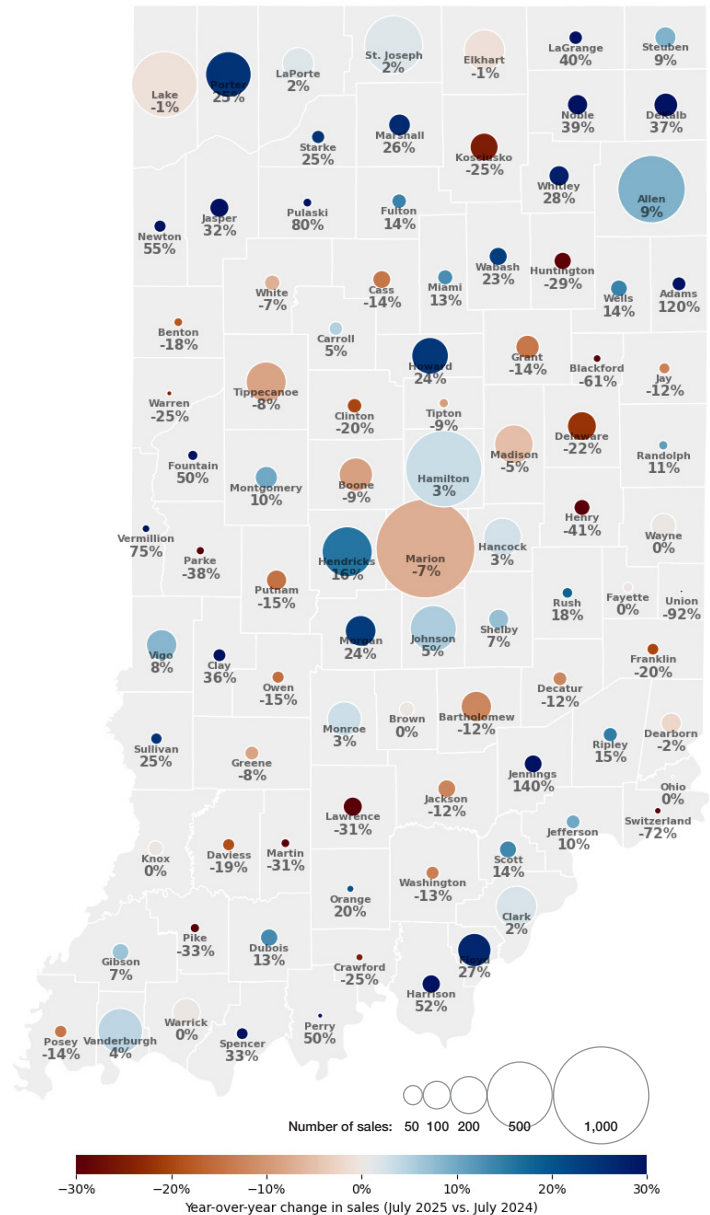 St. Joseph
2%
Elkhart
-1%
LaGrange
40%
Steuben
9%
Lake
-1%
Porter
25%
LaPorte
2%
Noble
39%
DeKalb
37%
Starke
25%
Marshall
26%
Kosciusko
-25%
Whitley
28%
Allen
9%
Newton
55%
Jasper
32%
Pulaski
80%
Fulton
14%
Wabash
23%
Huntington
-29%
White
-7%
Cass
-14%
Miami
13%
Wells
14%
Adams
120%
Benton
-18%
Carroll
5%
Howard
24%
Grant
-14%
Blackford
-61%
Jay
-12%
Warren
-25%
Tippecanoe
-8%
Clinton
-20%
Tipton
-9%
Delaware
-22%
Randolph
11%
Fountain
50%
Montgomery
10%
Boone
-9%
Hamilton
3%
Madison
-5%
Vermillion
75%
Parke
-38%
Hendricks
16%
Marion
-7%
Hancock
3%
Henry
-41%
Wayne
0%
Putnam
-15%
Rush
18%
Fayette
0%
Union
-92%
Vigo
8%
Clay
36%
Morgan
24%
Johnson
5%
Shelby
7%
Franklin
-20%
Owen
-15%
Decatur
-12%
Sullivan
25%
Greene
-8%
Monroe
3%
Brown
0%
Bartholomew
-12%
Jennings
140%
Ripley
15%
Dearborn
-2%
Ohio
0%
Jackson
-12%
Lawrence
-31%
Switzerland
-72%
Jefferson
10%
Knox
0%
Daviess
-19%
Martin
-31%
Scott
14%
Washington
-13%
Orange
20%
Clark
2%
Gibson
7%
Pike
-33%
Dubois
13%
Crawford
-25%
Floyd
27%
Harrison
52%
Posey
-14%
Vanderburgh
4%
Warrick
0%
Spencer
33%
Perry
50%
Number of sales: 50 100 200 500 1,000
−30% −20% −10% 0% 10% 20% 30%
Year-over-year change in sales (July 2025 vs. July 2024)